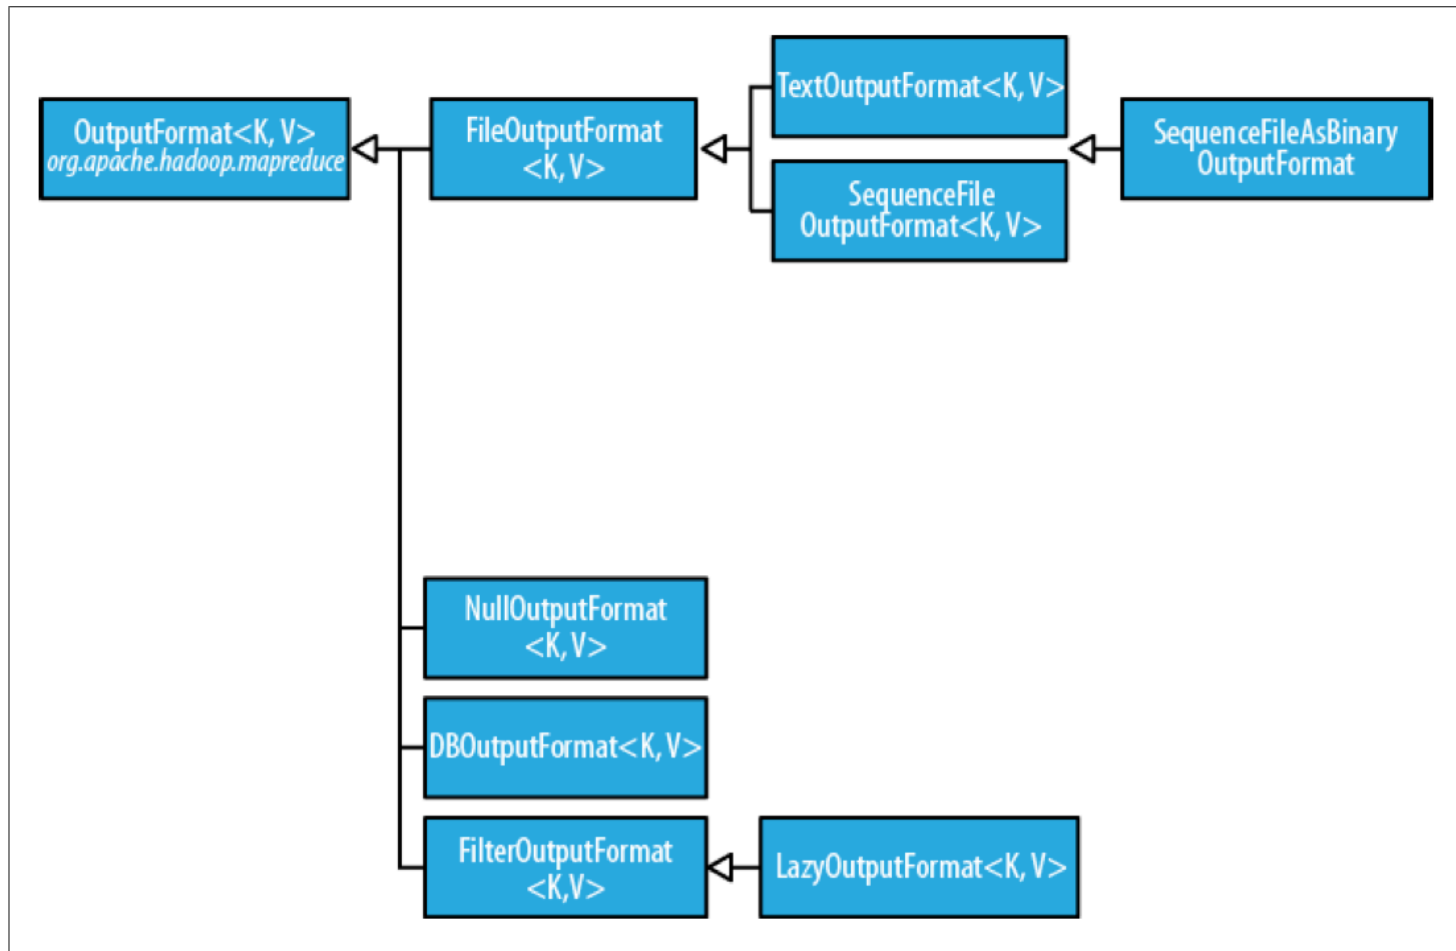 OutputFormat<K, V>
org.apache.hadoop.mapreduce
FileOutputFormat
<K, V>
TextOutputFormat<K, V>
SequenceFile
OutputFormat<K, V>
SequenceFileAsBinary
OutputFormat
NullOutputFormat
<K, V>
DBOutputFormat<K, V>
FilterOutputFormat
<K,V>
LazyOutputFormat<K, V>